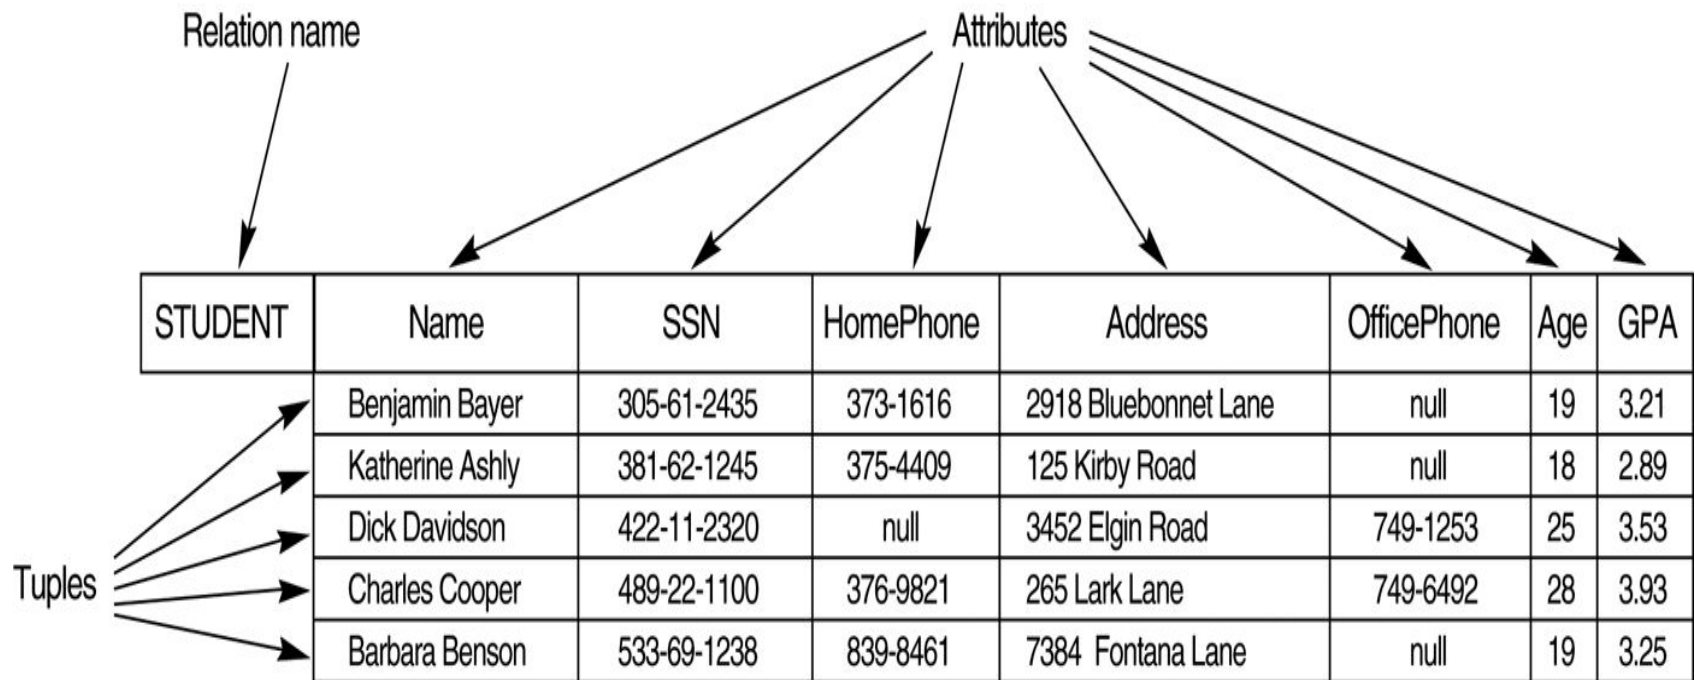 Relation name Attributes
STUDENT Name SSN HomePhone Address OfficePhone Age GPA
Benjamin Bayer 305-61-2435 373-1616 2918 Bluebonnet Lane null 19 3.21
Katherine Ashly 381-62-1245 375-4409 125 Kirby Road null 18 2.89
Dick Davidson 422-11-2320 null 3452 Elgin Road 749-1253 25 3.53
Tuples Charles Cooper 489-22-1100 376-9821 265 Lark Lane 749-6492 28 3.93
Barbara Benson 533-69-1238 839-8461 7384 Fontana Lane null 19 3.25